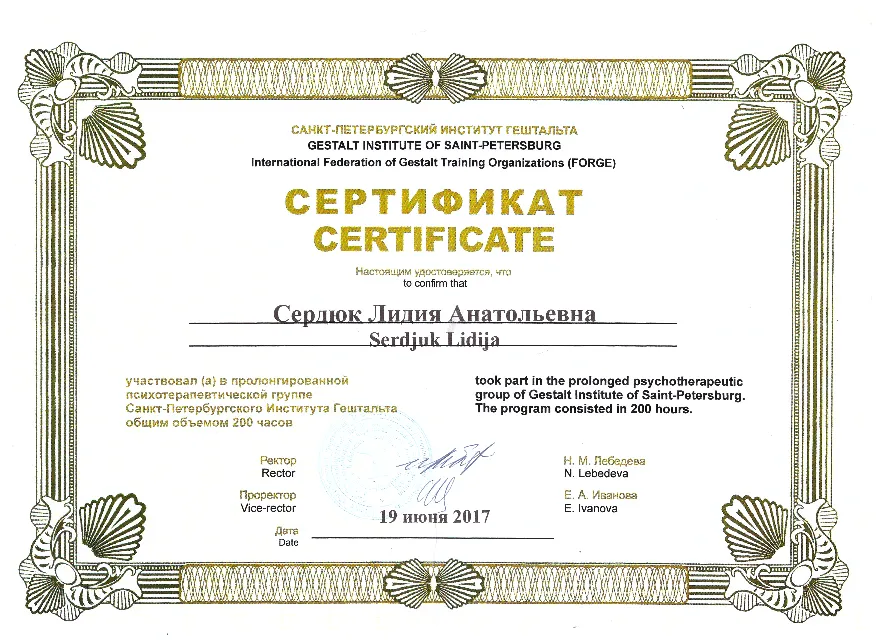 САНКТ-ПЕТЕРБУРГСКИЙ ИНСТИТУТ ГЕШТАЛЬТА
GESTALT INSTITUTE OF SAINT-PETERSBURG
International Federation of Gestalt Training Organizations (FORGE)
СЕРТИФИКАТ
CERTIFICATE
Настоящим удостоверяется, что
to confirm that
Сердюк Лидия Анатольевна
Serdjuk Lidija
участвовал (а) в пролонгированной
психотерапевтической группе
Санкт-Петербургского Института Гештальта
общим объемом 200 часов
took part in the prolonged psychotherapeutic
group of Gestalt Institute of Saint-Petersburg.
The program consisted in 200 hours.
Ректор
Rector
Н. М. Лебедева
N. Lebedeva
Проректор
Vice-rector
Е. А. Иванова
E. Ivanova
19 июня 2017
Дата
Date